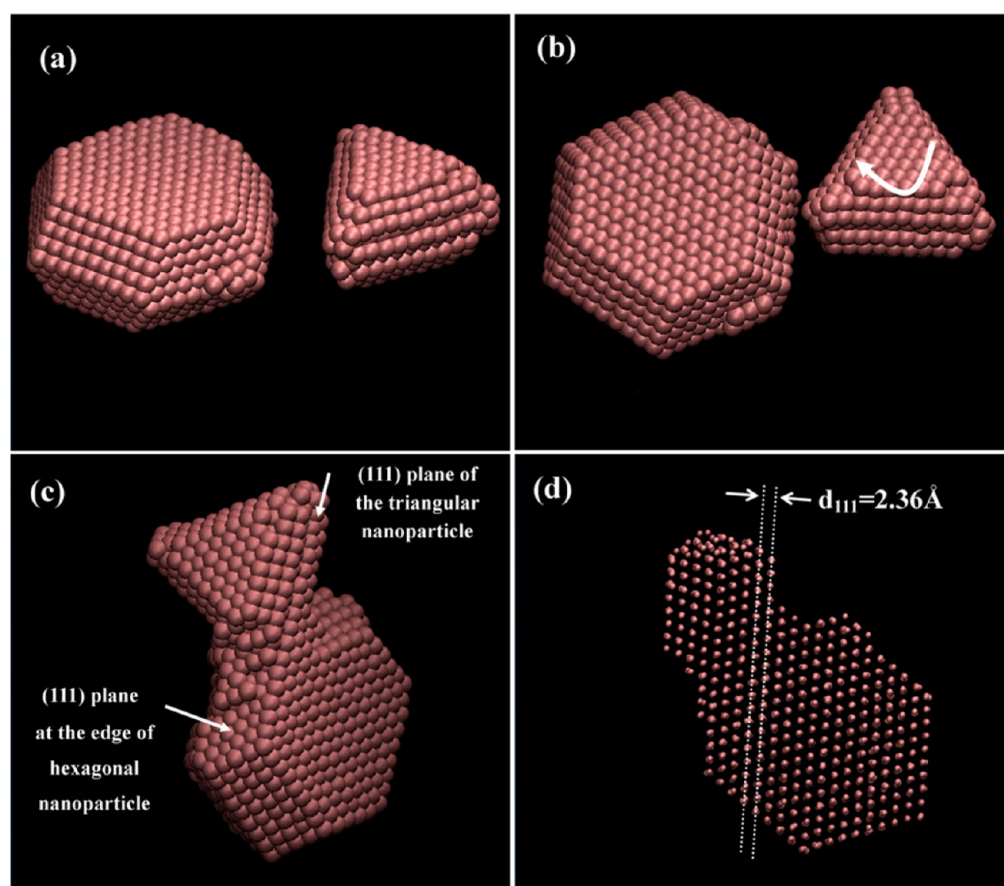 (a)
(b)
(c)
(111) plane of
the triangular
nanoparticle
(111) plane
at the edge of
hexagonal
nanoparticle
(d)
d₁₁₁=2.36Å